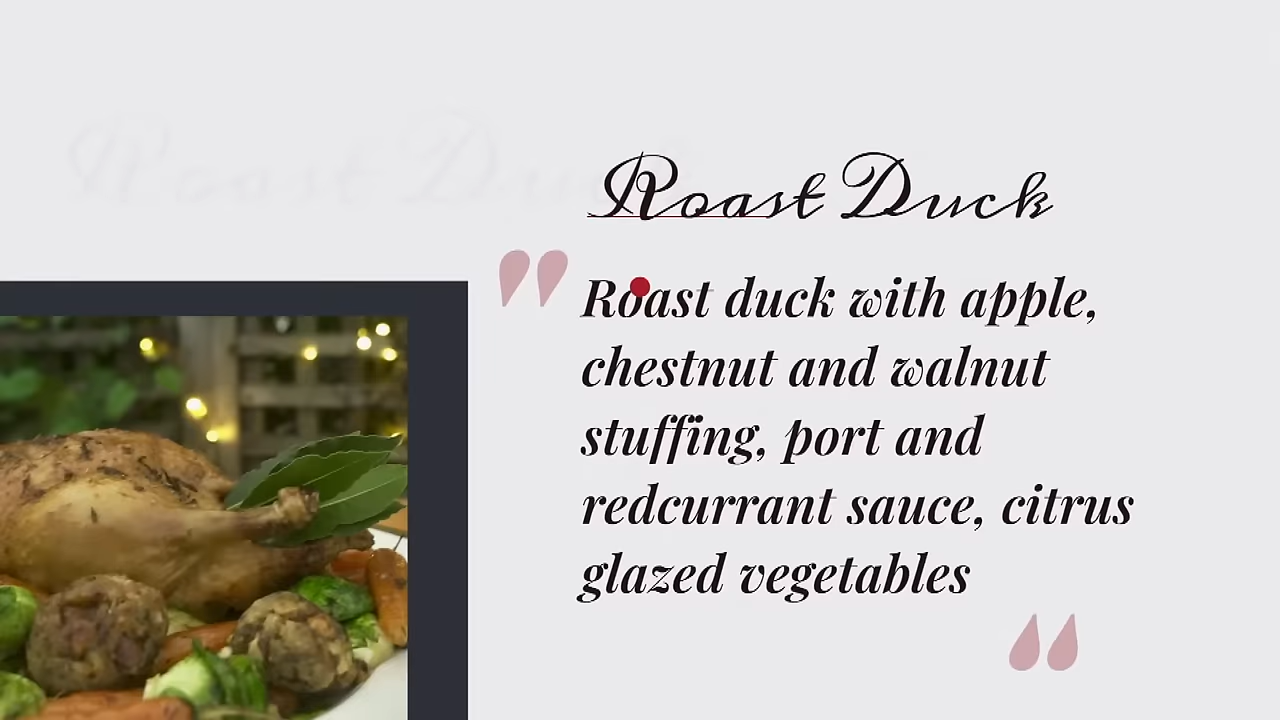 Roast Duck
Roast duck with apple,
chestnut and walnut
stuffing, port and
redcurrant sauce, citrus
glazed vegetables